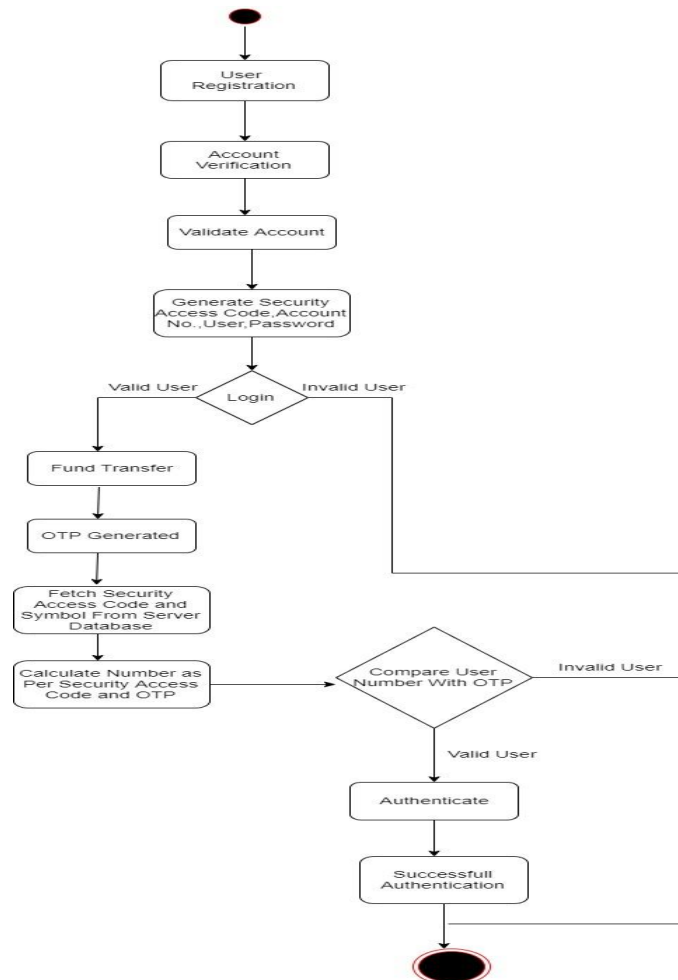 User
Registration
Account
Verification
Validate Account
Generate Security
Access Code,Account
No.,User,Password
Valid User
Login
Invalid User
Fund Transfer
OTP Generated
Fetch Security
Access Code and
Symbol From Server
Database
Calculate Number as
Per Security Access
Code and OTP
Compare User
Number With OTP
Invalid User
Valid User
Authenticate
Successfull
Authentication